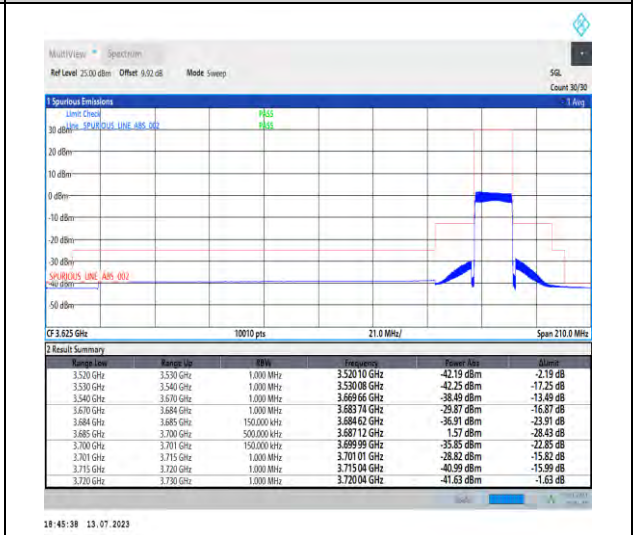 MultiView Spectrum
Ref Level 25.00 dBm Offset 9.92 dB Mode Sweep SGL
Count 30/30
1 Spurious Emissions 1 Avg
Limit Check PASS
Line SPURIOUS LINE ABS 002 PASS
30 dBm
20 dBm
10 dBm
0 dBm
-10 dBm
-20 dBm
-30 dBm
SPURIOUS LINE ABS 002
-40 dBm
-50 dBm
CF 3.625 GHz 10010 pts 21.0 MHz/ Span 210.0 MHz
2 Result Summary
Range Low Range Up RBW Frequency Power Abs ΔLimit
3.520 GHz 3.530 GHz 1.000 MHz 3.520 10 GHz -42.19 dBm -2.19 dB
3.530 GHz 3.540 GHz 1.000 MHz 3.530 08 GHz -42.25 dBm -17.25 dB
3.540 GHz 3.670 GHz 1.000 MHz 3.669 66 GHz -38.49 dBm -13.49 dB
3.670 GHz 3.684 GHz 1.000 MHz 3.683 74 GHz -29.87 dBm -16.87 dB
3.684 GHz 3.685 GHz 150.000 kHz 3.684 62 GHz -36.91 dBm -23.91 dB
3.685 GHz 3.700 GHz 500.000 kHz 3.687 12 GHz 1.57 dBm -28.43 dB
3.700 GHz 3.701 GHz 150.000 kHz 3.699 99 GHz -35.85 dBm -22.85 dB
3.701 GHz 3.715 GHz 1.000 MHz 3.701 01 GHz -28.82 dBm -15.82 dB
3.715 GHz 3.720 GHz 1.000 MHz 3.715 04 GHz -40.99 dBm -15.99 dB
3.720 GHz 3.730 GHz 1.000 MHz 3.720 04 GHz -41.63 dBm -1.63 dB
18:45:38 13.07.2023